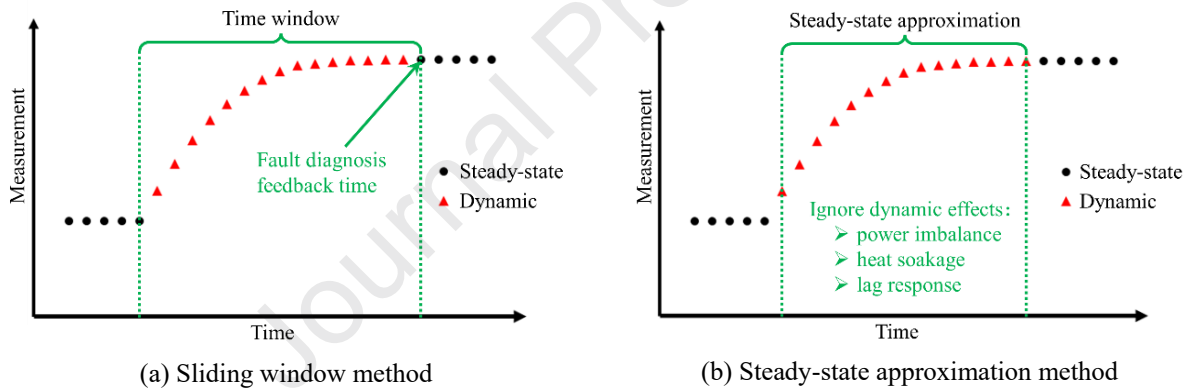 Time window
Measurement
Fault diagnosis
feedback time
Steady-state
Dynamic
Time
(a) Sliding window method
Steady-state approximation
Measurement
Steady-state
Dynamic
Ignore dynamic effects:
➢ power imbalance
➢ heat soakage
➢ lag response
Time
(b) Steady-state approximation method
Journal Pr